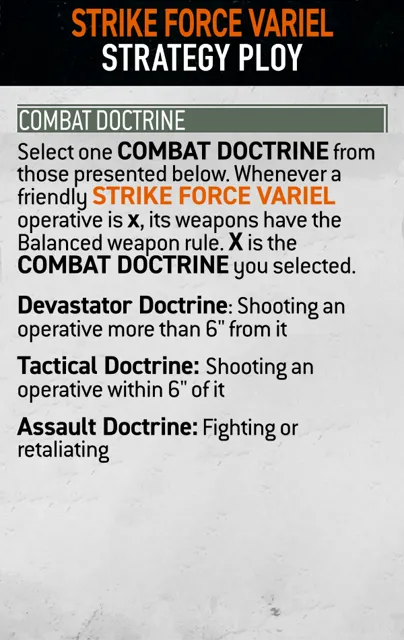 STRIKE FORCE VARIEL
STRATEGY PLOY
COMBAT DOCTRINE
Select one COMBAT DOCTRINE from
those presented below. Whenever a
friendly STRIKE FORCE VARIEL
operative is x, its weapons have the
Balanced weapon rule. X is the
COMBAT DOCTRINE you selected.
Devastator Doctrine: Shooting an
operative more than 6" from it
Tactical Doctrine: Shooting an
operative within 6" of it
Assault Doctrine: Fighting or
retaliating